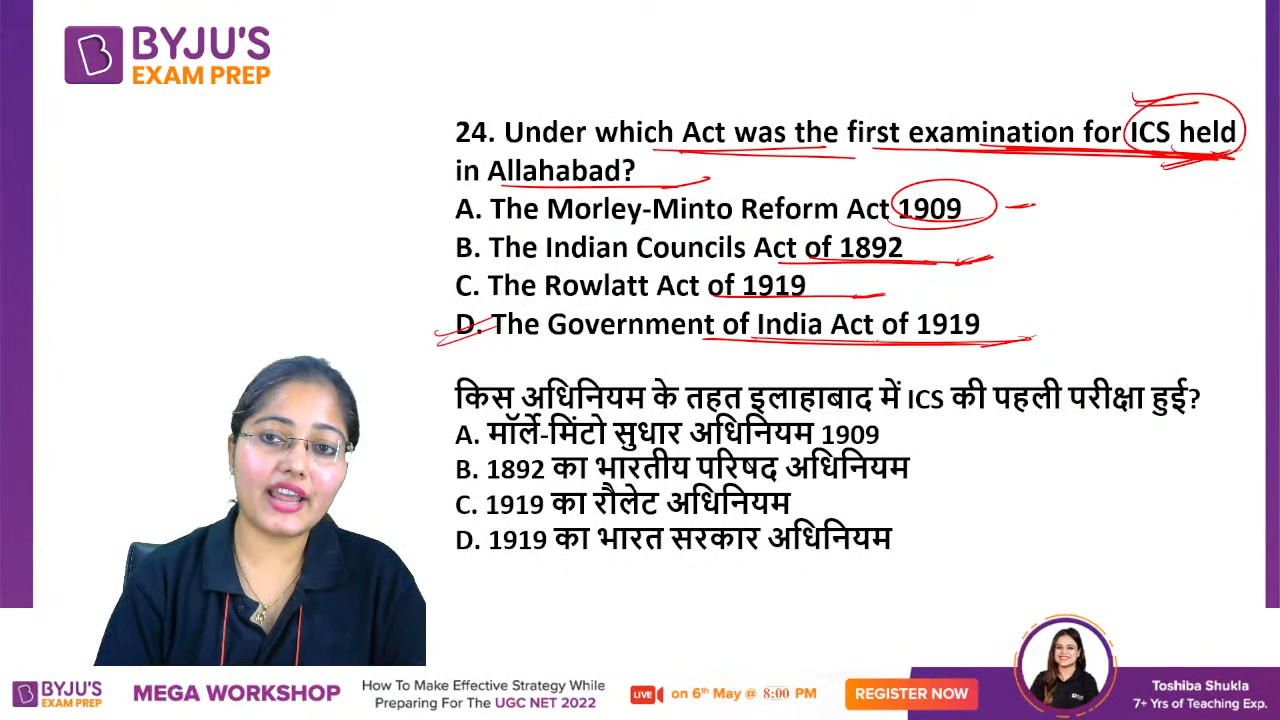 BYJU'S
EXAM PREP
24. Under which Act was the first examination for ICS held
in Allahabad?
A. The Morley-Minto Reform Act 1909
B. The Indian Councils Act of 1892
C. The Rowlatt Act of 1919
D. The Government of India Act of 1919
किस अधिनियम के तहत इलाहाबाद में ICS की पहली परीक्षा हुई?
A. मॉर्ले-मिंटो सुधार अधिनियम 1909
B. 1892 का भारतीय परिषद अधिनियम
C. 1919 का रौलेट अधिनियम
D. 1919 का भारत सरकार अधिनियम
BYJU'S
EXAM PREP
MEGA WORKSHOP
How To Make Effective Strategy While
Preparing For The UGC NET 2022
LIVE on 6th May @ 8:00 PM
REGISTER NOW
Toshiba Shukla
7+ Yrs of Teaching Exp.